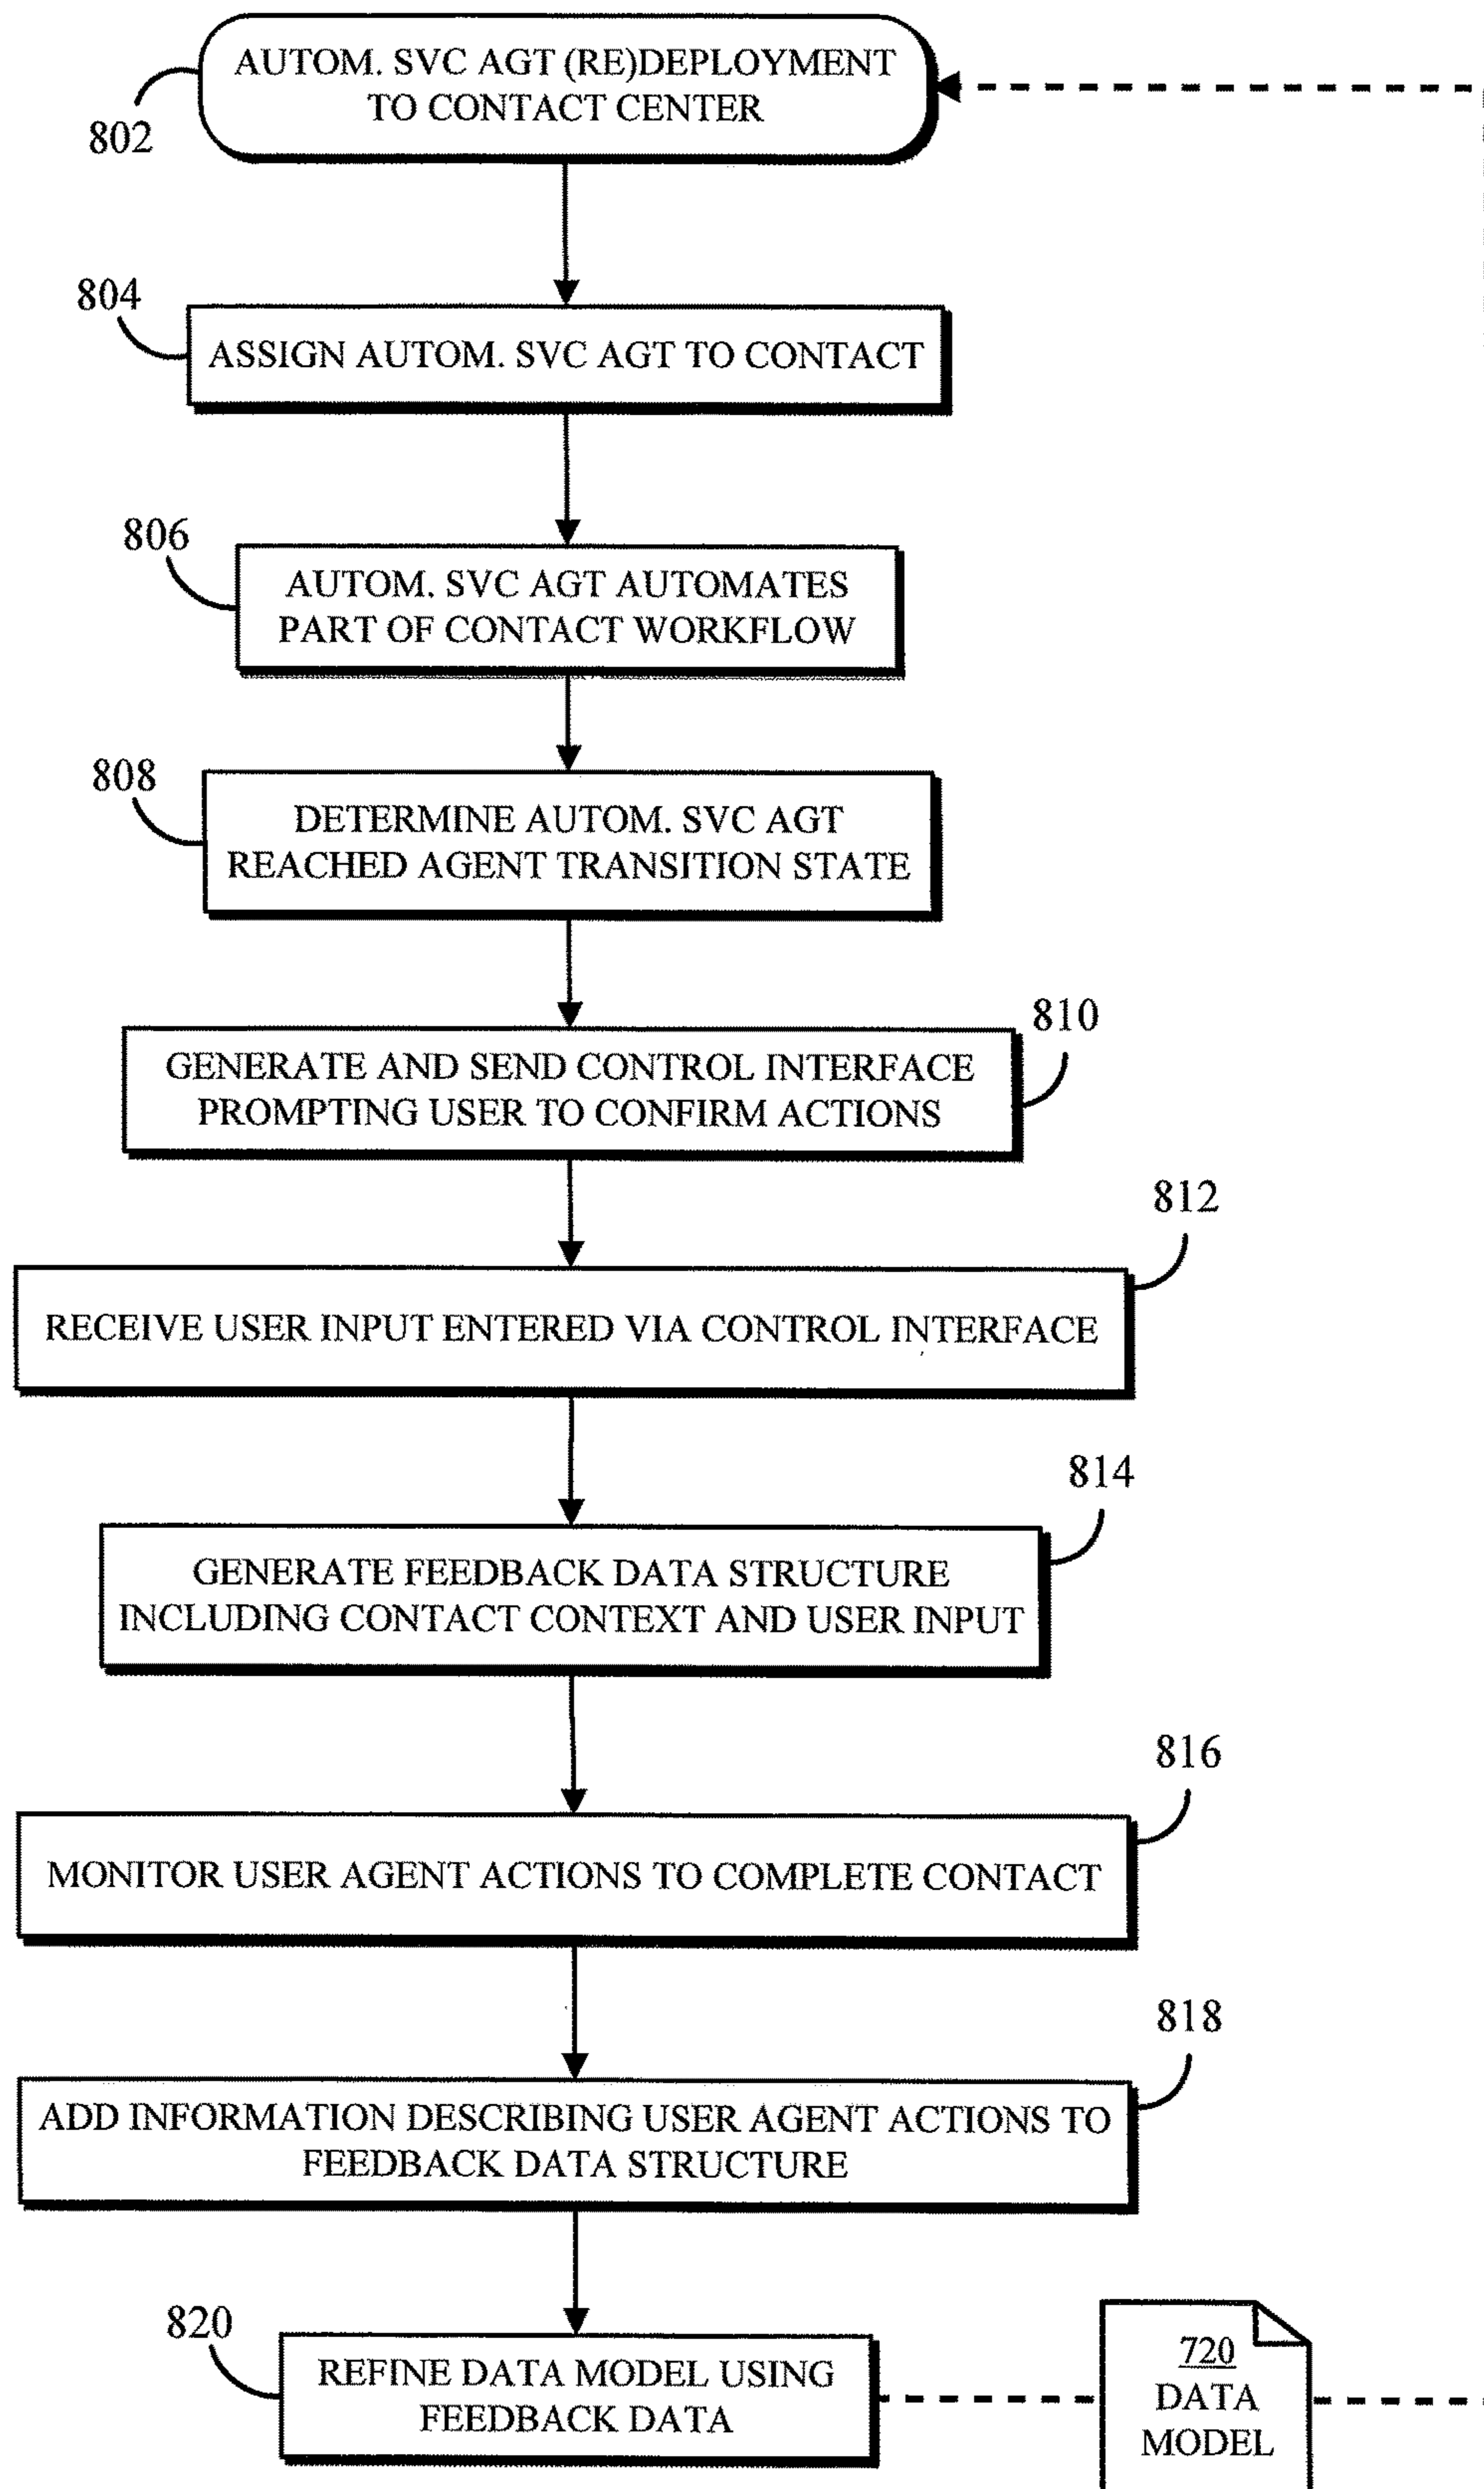 AUTOM. SVC AGT (RE)DEPLOYMENT
TO CONTACT CENTER
802
804
ASSIGN AUTOM. SVC AGT TO CONTACT
806
AUTOM. SVC AGT AUTOMATES
PART OF CONTACT WORKFLOW
808
DETERMINE AUTOM. SVC AGT
REACHED AGENT TRANSITION STATE
810
GENERATE AND SEND CONTROL INTERFACE
PROMPTING USER TO CONFIRM ACTIONS
812
RECEIVE USER INPUT ENTERED VIA CONTROL INTERFACE
814
GENERATE FEEDBACK DATA STRUCTURE
INCLUDING CONTACT CONTEXT AND USER INPUT
816
MONITOR USER AGENT ACTIONS TO COMPLETE CONTACT
818
ADD INFORMATION DESCRIBING USER AGENT ACTIONS TO
FEEDBACK DATA STRUCTURE
820
REFINE DATA MODEL USING
FEEDBACK DATA
720
DATA
MODEL